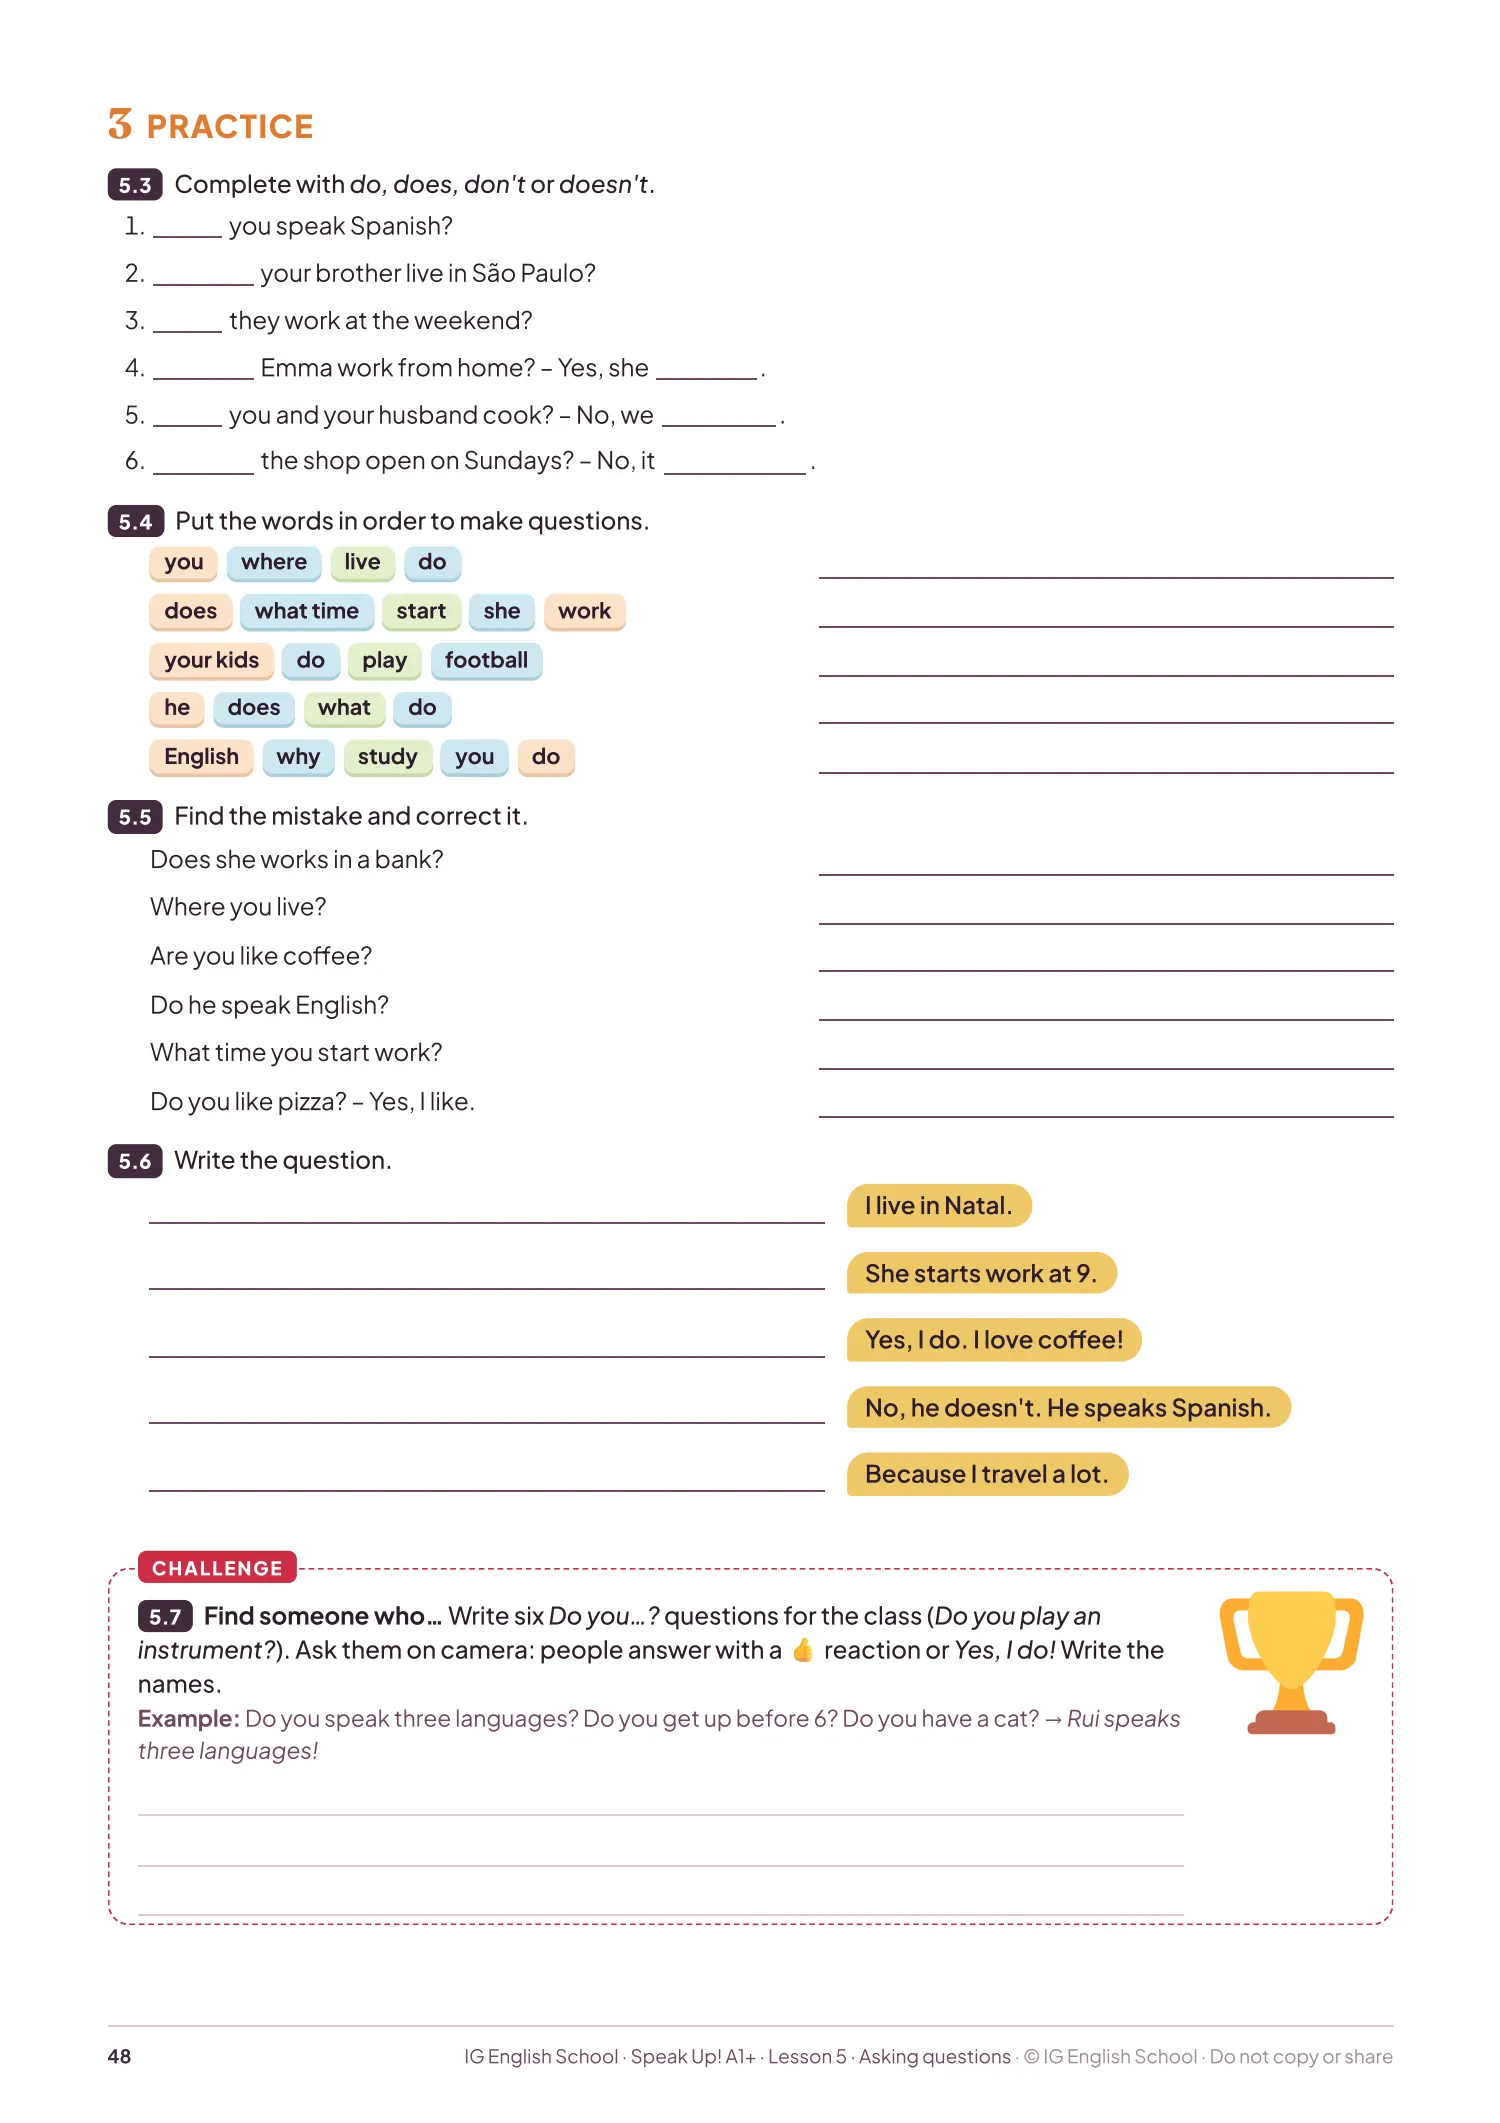 3 PRACTICE
5.3 Complete with do, does, don't or doesn't.
1. _____ you speak Spanish?
2. ________ your brother live in São Paulo?
3. _____ they work at the weekend?
4. ________ Emma work from home? – Yes, she ________ .
5. _____ you and your husband cook? – No, we _________ .
6. ________ the shop open on Sundays? – No, it ___________ .
5.4 Put the words in order to make questions.
you where live do
does what time start she work
your kids do play football
he does what do
English why study you do
5.5 Find the mistake and correct it.
Does she works in a bank?
Where you live?
Are you like coffee?
Do he speak English?
What time you start work?
Do you like pizza? – Yes, I like.
5.6 Write the question.
I live in Natal.
She starts work at 9.
Yes, I do. I love coffee!
No, he doesn't. He speaks Spanish.
Because I travel a lot.
CHALLENGE
5.7 Find someone who… Write six Do you…? questions for the class (Do you play an
instrument?). Ask them on camera: people answer with a 👍 reaction or Yes, I do! Write the
names.
Example: Do you speak three languages? Do you get up before 6? Do you have a cat? → Rui speaks
three languages!
48 IG English School · Speak Up! A1+ · Lesson 5 · Asking questions · © IG English School · Do not copy or share